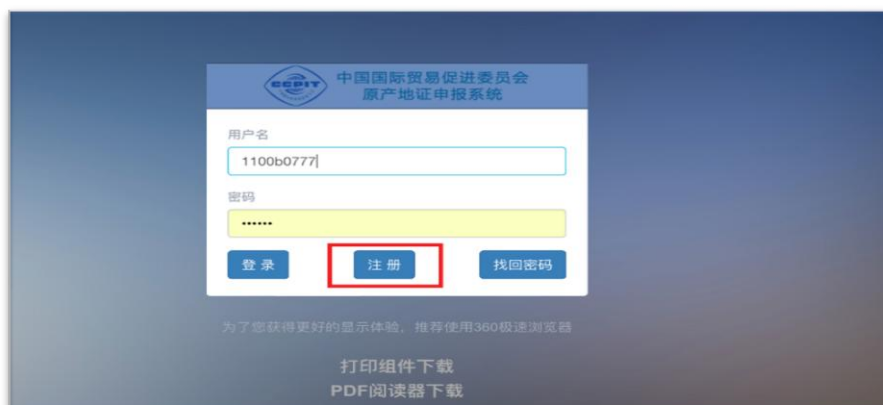 CCPIT
中国国际贸易促进委员会
原产地证申报系统
用户名
1100b0777
密码
••••••
登 录 注 册 找回密码
为了您获得更好的显示体验，推荐使用360极速浏览器
打印组件下载
PDF阅读器下载